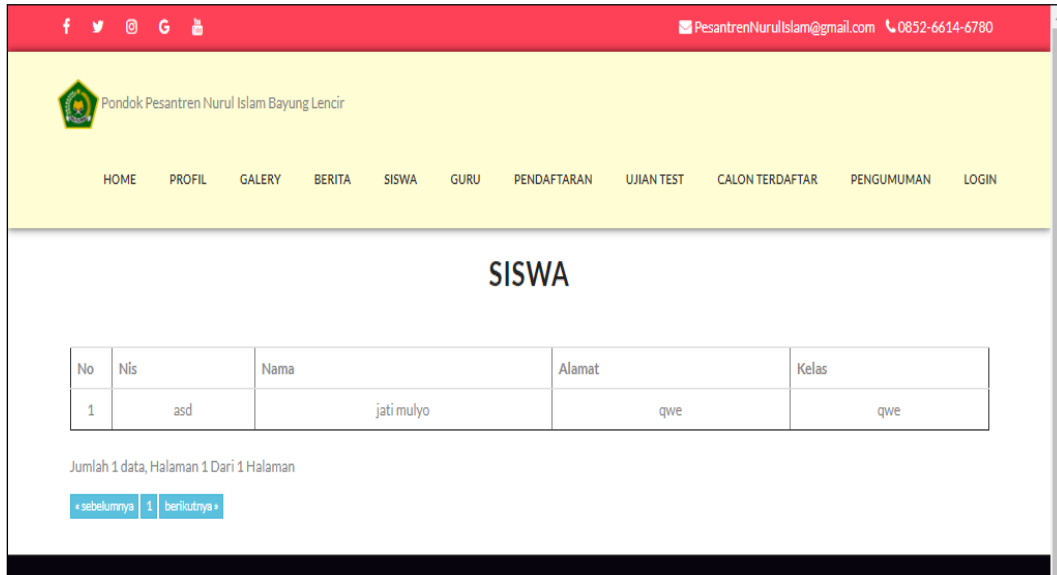 PesantrenNurulIslam@gmail.com 0852-6614-6780
Pondok Pesantren Nurul Islam Bayung Lencir
HOME PROFIL GALERY BERITA SISWA GURU PENDAFTARAN UJIAN TEST CALON TERDAFTAR PENGUMUMAN LOGIN
SISWA
No Nis Nama Alamat Kelas
1 asd jati mulyo qwe qwe
Jumlah 1 data, Halaman 1 Dari 1 Halaman
« sebelumnya 1 berikutnya »